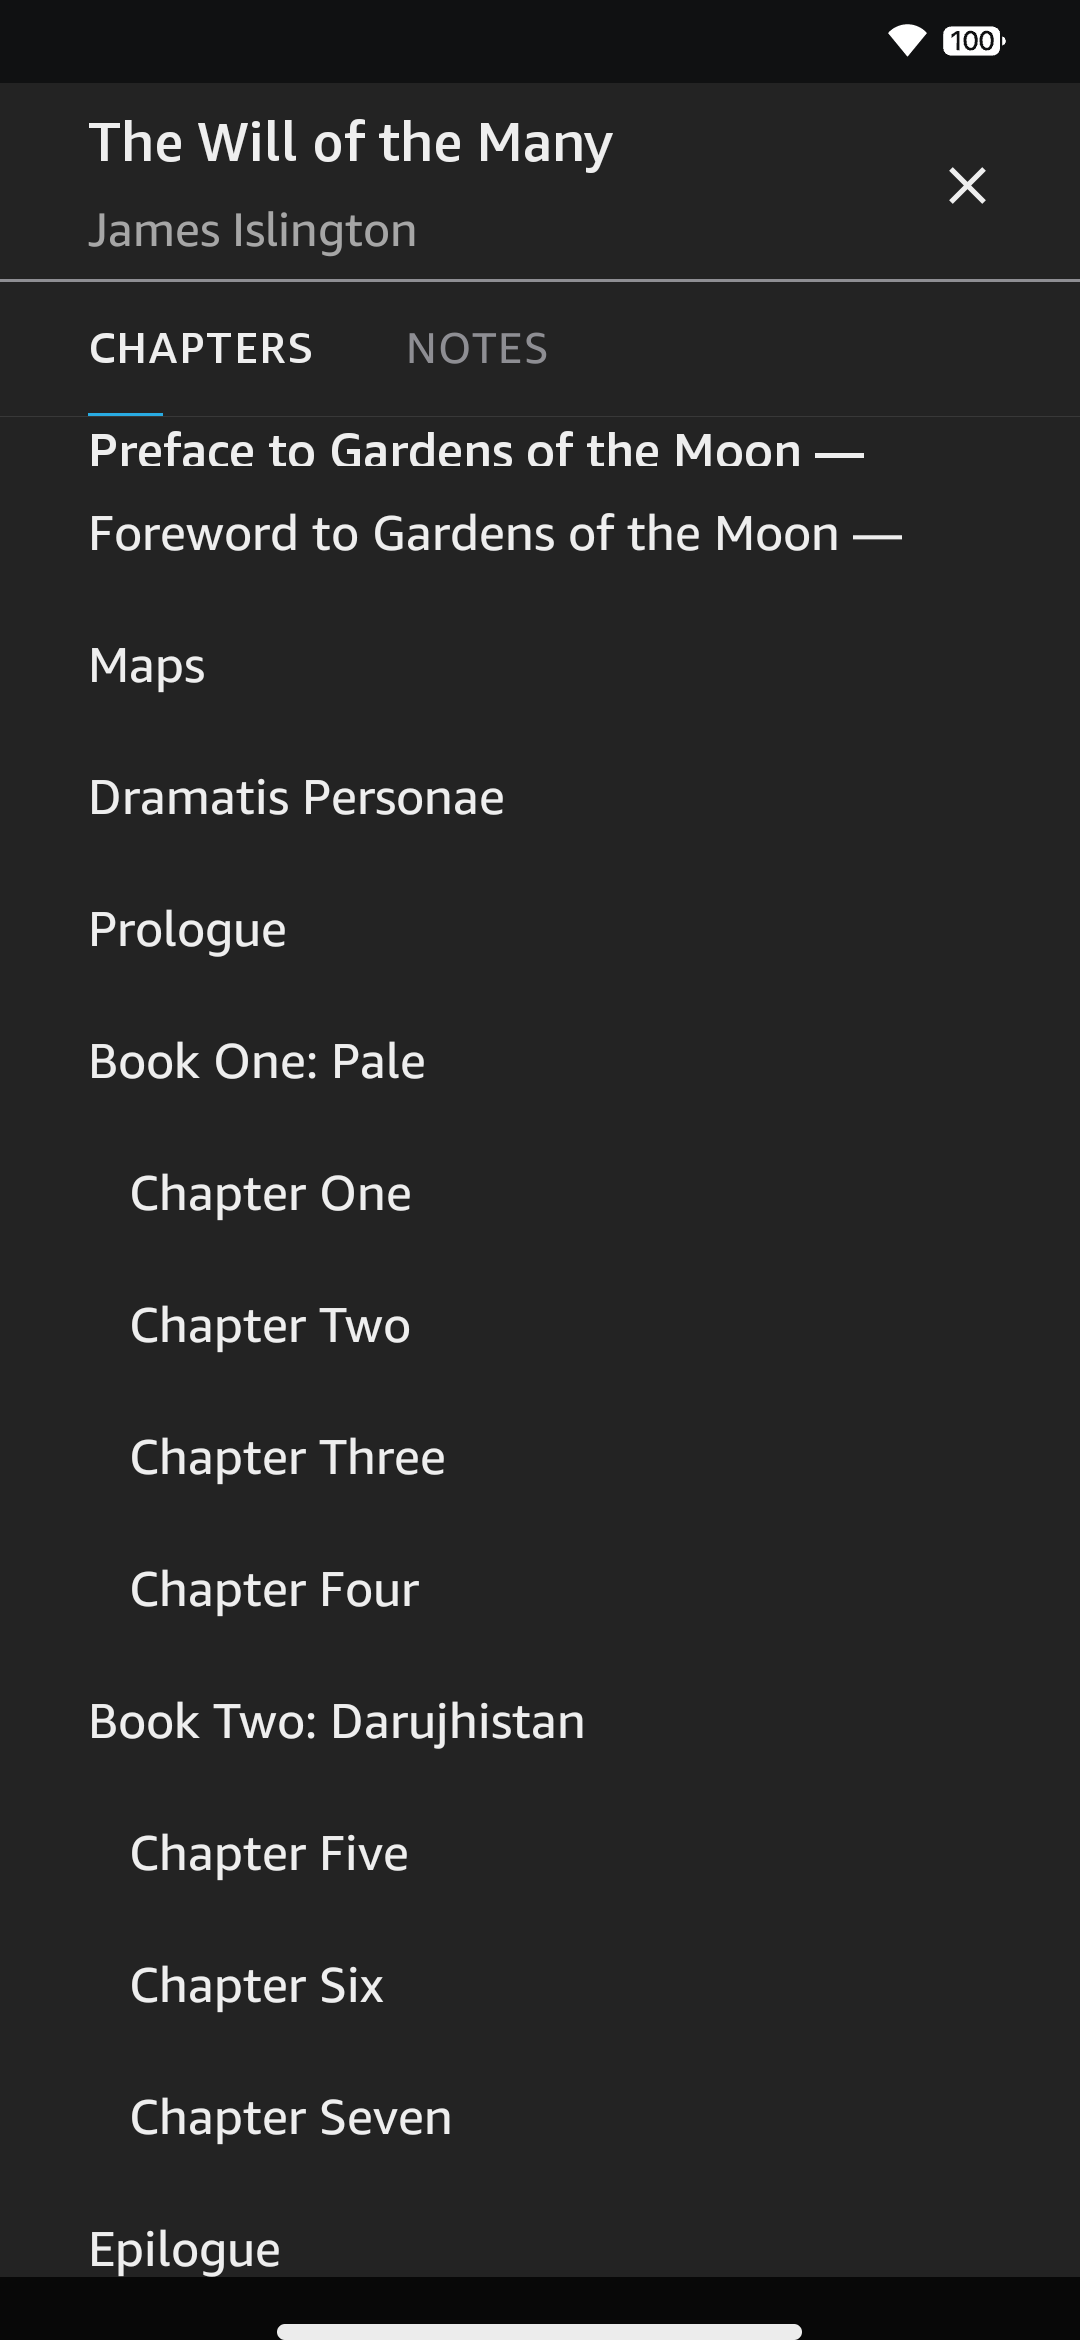 100
The Will of the Many
James Islington
CHAPTERS NOTES
Preface to Gardens of the Moon —
Foreword to Gardens of the Moon —
Maps
Dramatis Personae
Prologue
Book One: Pale
Chapter One
Chapter Two
Chapter Three
Chapter Four
Book Two: Darujhistan
Chapter Five
Chapter Six
Chapter Seven
Epilogue